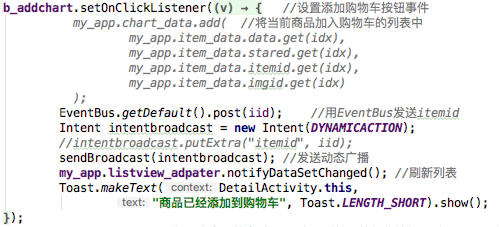 b_addchart.setOnClickListener((v) → {   //设置添加购物车按钮事件
my_app.chart_data.add(  //将当前商品加入购物车的列表中
my_app.item_data.data.get(idx),
my_app.item_data.stared.get(idx),
my_app.item_data.itemid.get(idx),
my_app.item_data.imgid.get(idx)
);
EventBus.getDefault().post(iid);    //用EventBus发送itemid
Intent intentbroadcast = new Intent(DYNAMICACTION);
//intentbroadcast.putExtra("itemid", iid);
sendBroadcast(intentbroadcast); //发送动态广播
my_app.listview_adpater.notifyDataSetChanged(); //刷新列表
Toast.makeText( context: DetailActivity.this,
text: "商品已经添加到购物车", Toast.LENGTH_SHORT).show();
});